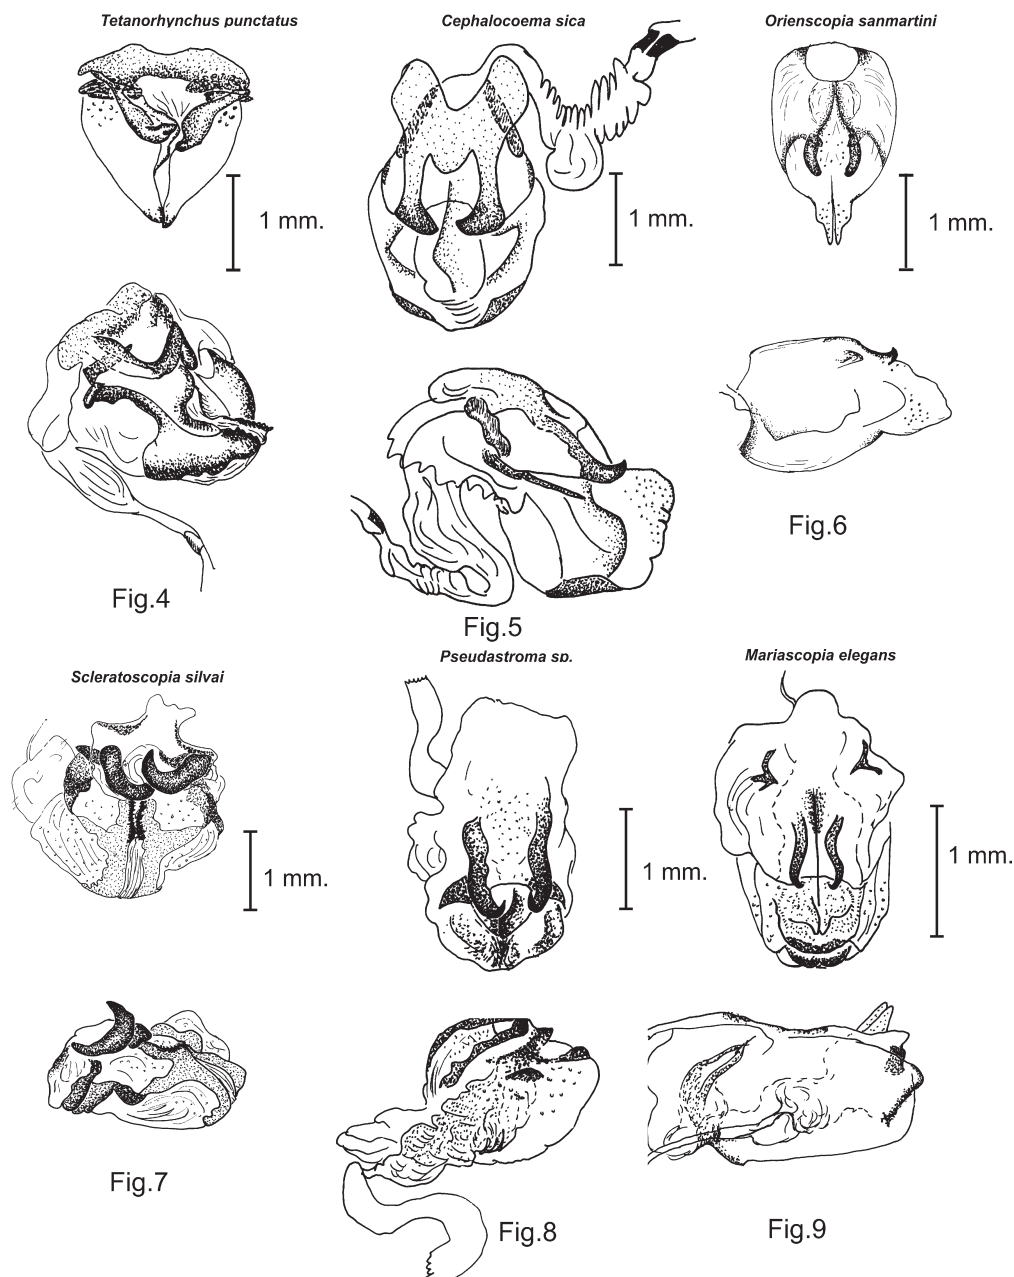 Tetanorhynchus punctatus
Cephalocoema sica
Orienscopia sanmartini
1 mm.
1 mm.
1 mm.
Fig.4
Fig.5
Fig.6
Scleratoscopia silvai
Pseudastroma sp.
Mariascopia elegans
1 mm.
1 mm.
1 mm.
Fig.7
Fig.8
Fig.9